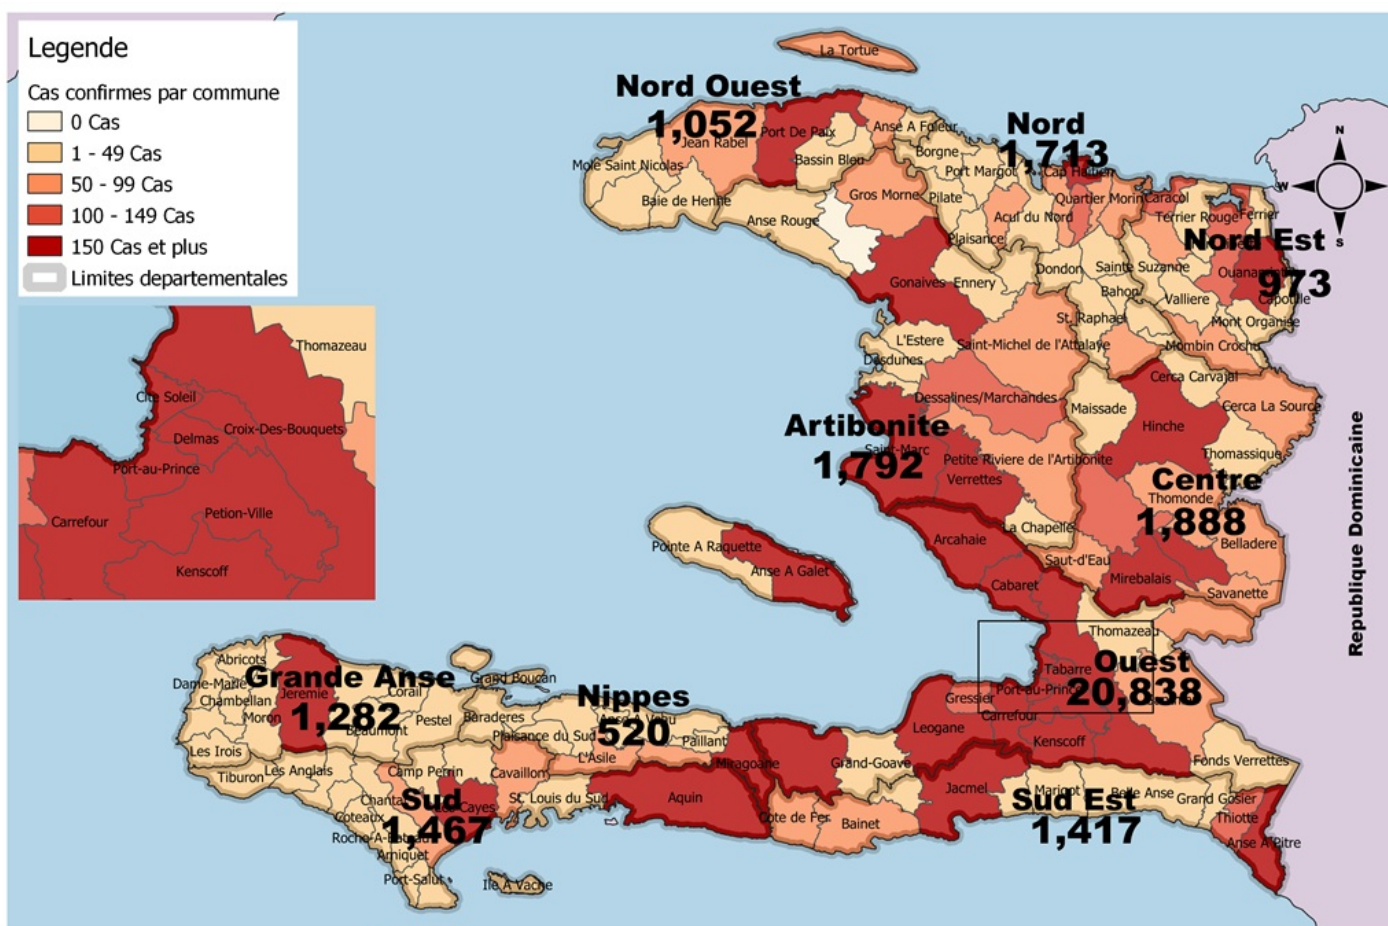 Legende
Cas confirmes par commune
0 Cas
1 - 49 Cas
50 - 99 Cas
100 - 149 Cas
150 Cas et plus
Limites departementales
La Tortue
Nord Ouest
1,052
Port De Paix
Jean Rabel
Anse A Foleur
Mole Saint Nicolas
Bassin Bleu
Baie de Henne
Anse Rouge
Gros Morne
Nord
1,713
Borgne
Port Margot
Cap Haitien
Pilate
Quartier Morin
Caracol
Acul du Nord
Terrier Rouge
Ferrier
Plaisance
Nord Est
973
N
W
S
Gonaives
Ennery
Dondon
Sainte Suzanne
Bahon
Valliere
Capotille
St. Raphael
Mont Organise
Mombin Crochu
L'Estere
Desdunes
Saint-Michel de l'Attalaye
Dessalines/Marchandes
Cerca Carvajal
Cerca La Source
Maissade
Hinche
Artibonite
1,792
Saint-Marc
Petite Riviere de l'Artibonite
Verrettes
Thomassique
Centre
1,888
Thomonde
La Chapelle
Belladere
Saut-d'Eau
Mirebalais
Savanette
Republique Dominicaine
Thomazeau
Cite Soleil
Croix-Des-Bouquets
Delmas
Port-au-Prince
Petion-Ville
Carrefour
Kenscoff
Pointe A Raquette
Anse A Galet
Arcahaie
Cabaret
Thomazeau
Ouest
20,838
Tabarre
Port-au-Prince
Gressier
Carrefour
Leogane
Kenscoff
Fonds Verrettes
Grand-Goave
Abricots
Dame-Marie
Chambellan
Moron
Grande Anse
1,282
Jeremie
Corail
Beaumont
Pestel
Les Irois
Grand Boucan
Baraderes
Nippes
520
Plaisance du Sud
Paillant
L'Asile
Miragoane
Tiburon
Les Anglais
Camp Perrin
Cavaillon
Sud
1,467
St. Louis du Sud
Aquin
Coteaux
Arniquet
Port-Salut
Ile A Vache
Cote de Fer
Bainet
Jacmel
Sud Est
1,417
Marigot
Belle Anse
Grand Gosier
Thiotte
Anse A Pitre